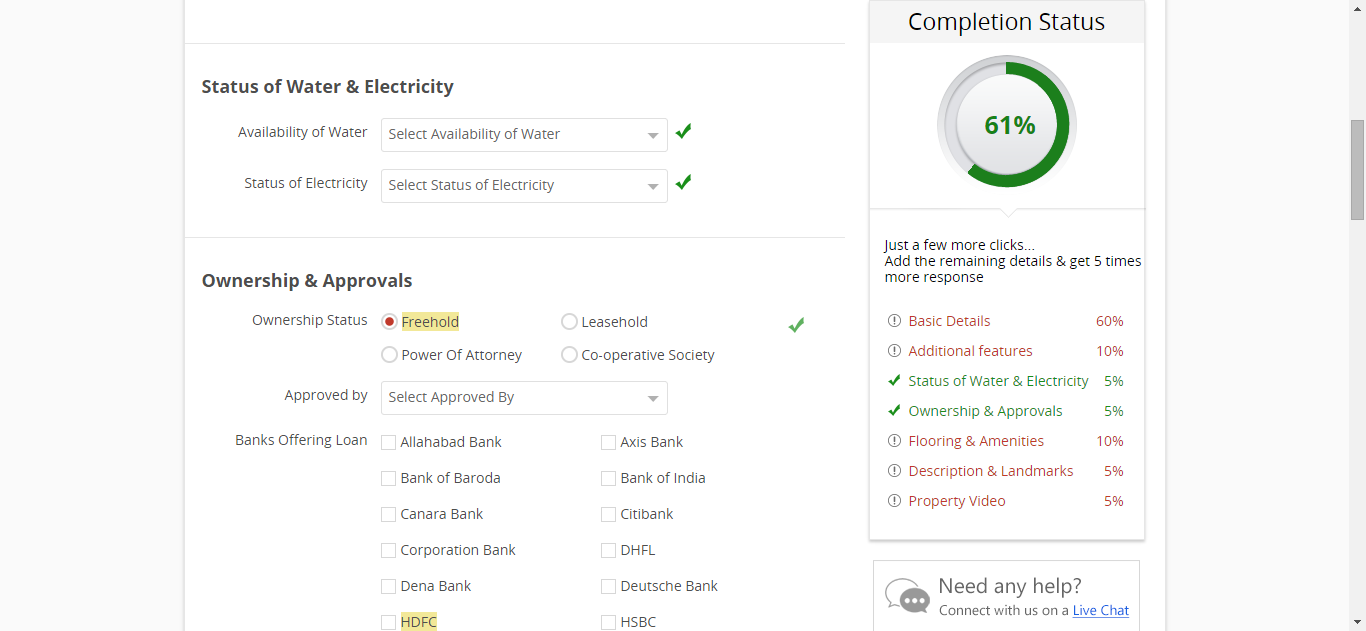 Completion Status
61%
Just a few more clicks...
Add the remaining details & get 5 times
more response
Basic Details 60%
Additional features 10%
Status of Water & Electricity 5%
Ownership & Approvals 5%
Flooring & Amenities 10%
Description & Landmarks 5%
Property Video 5%
Need any help?
Connect with us on a Live Chat
Status of Water & Electricity
Availability of Water Select Availability of Water
Status of Electricity Select Status of Electricity
Ownership & Approvals
Ownership Status Freehold Leasehold
Power Of Attorney Co-operative Society
Approved by Select Approved By
Banks Offering Loan Allahabad Bank Axis Bank
Bank of Baroda Bank of India
Canara Bank Citibank
Corporation Bank DHFL
Dena Bank Deutsche Bank
HDFC HSBC